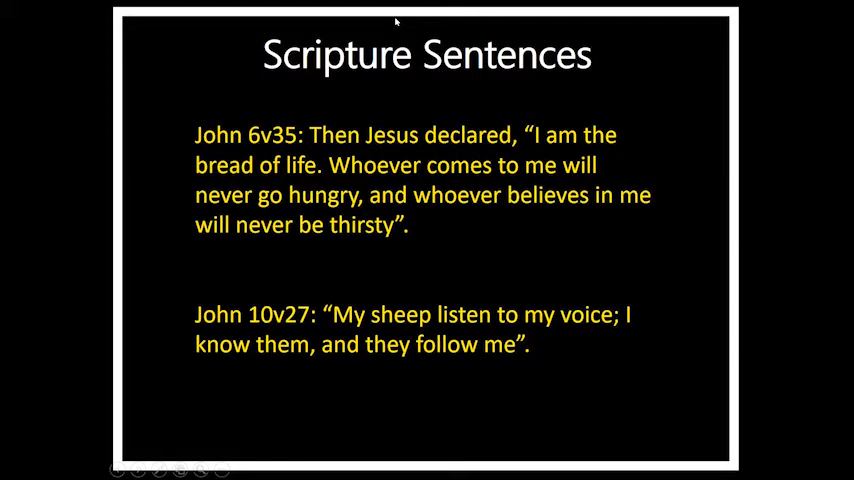 Scripture Sentences
John 6v35: Then Jesus declared, “I am the
bread of life. Whoever comes to me will
never go hungry, and whoever believes in me
will never be thirsty”.
John 10v27: “My sheep listen to my voice; I
know them, and they follow me”.